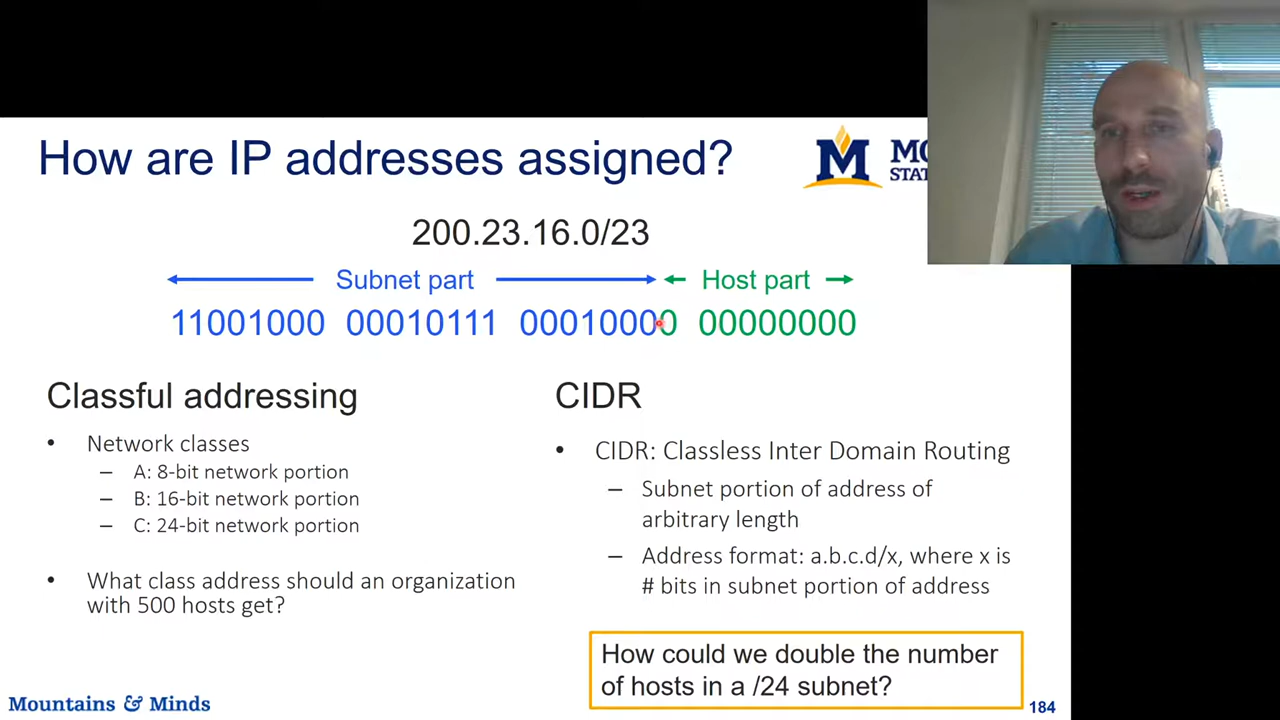 How are IP addresses assigned?
M
STAT
200.23.16.0/23
Subnet part
Host part
11001000 00010111 00010000 00000000
Classful addressing
• Network classes
– A: 8-bit network portion
– B: 16-bit network portion
– C: 24-bit network portion
• What class address should an organization
with 500 hosts get?
CIDR
• CIDR: Classless Inter Domain Routing
– Subnet portion of address of
arbitrary length
– Address format: a.b.c.d/x, where x is
# bits in subnet portion of address
How could we double the number
of hosts in a /24 subnet?
Mountains & Minds
184